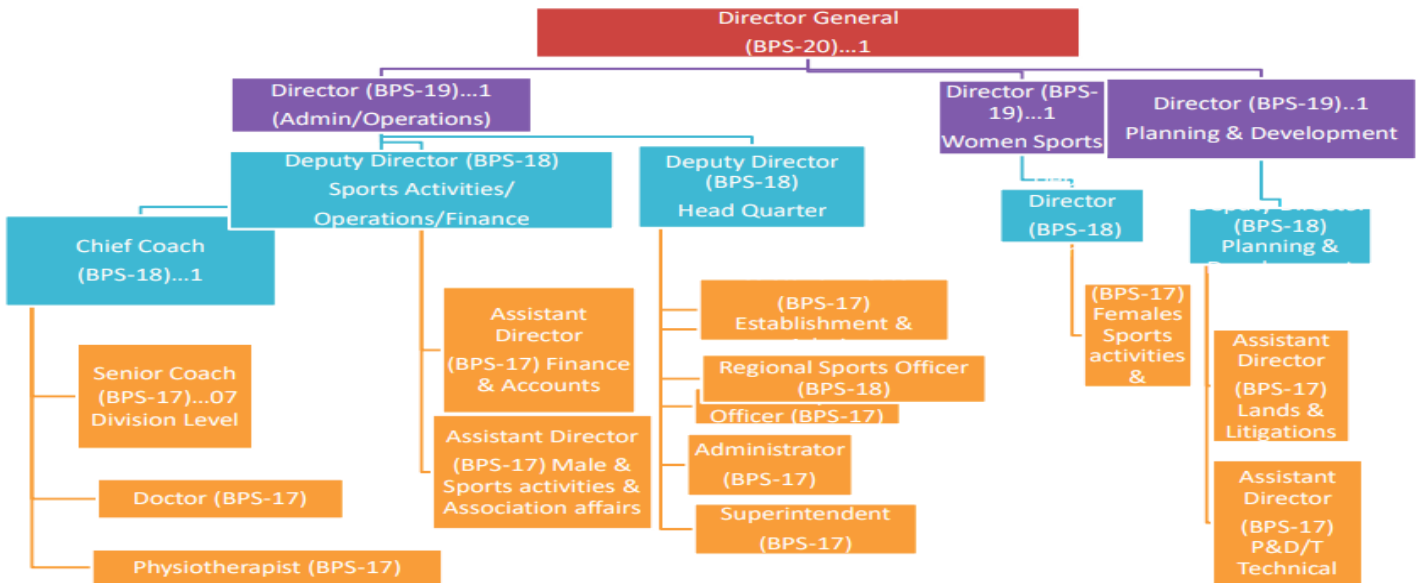 Director General
(BPS-20)...1
Director (BPS-19)...1
(Admin/Operations)
Director (BPS-
19)...1
Women Sports
Director (BPS-19)..1
Planning & Development
Deputy Director (BPS-18)
Sports Activities/
Operations/Finance
Deputy Director
(BPS-18)
Head Quarter
Director
(BPS-18)
Deputy Director
(BPS-18)
Planning &
Chief Coach
(BPS-18)...1
Senior Coach
(BPS-17)...07
Division Level
Doctor (BPS-17)
Physiotherapist (BPS-17)
Assistant
Director
(BPS-17) Finance
& Accounts
Assistant Director
(BPS-17) Male &
Sports activities &
Association affairs
(BPS-17)
Establishment &
Regional Sports Officer
(BPS-18)
Officer (BPS-17)
Administrator
(BPS-17)
Superintendent
(BPS-17)
(BPS-17)
Females
Sports
activities
&
Assistant
Director
(BPS-17)
Lands &
Litigations
Assistant
Director
(BPS-17)
P&D/T
Technical